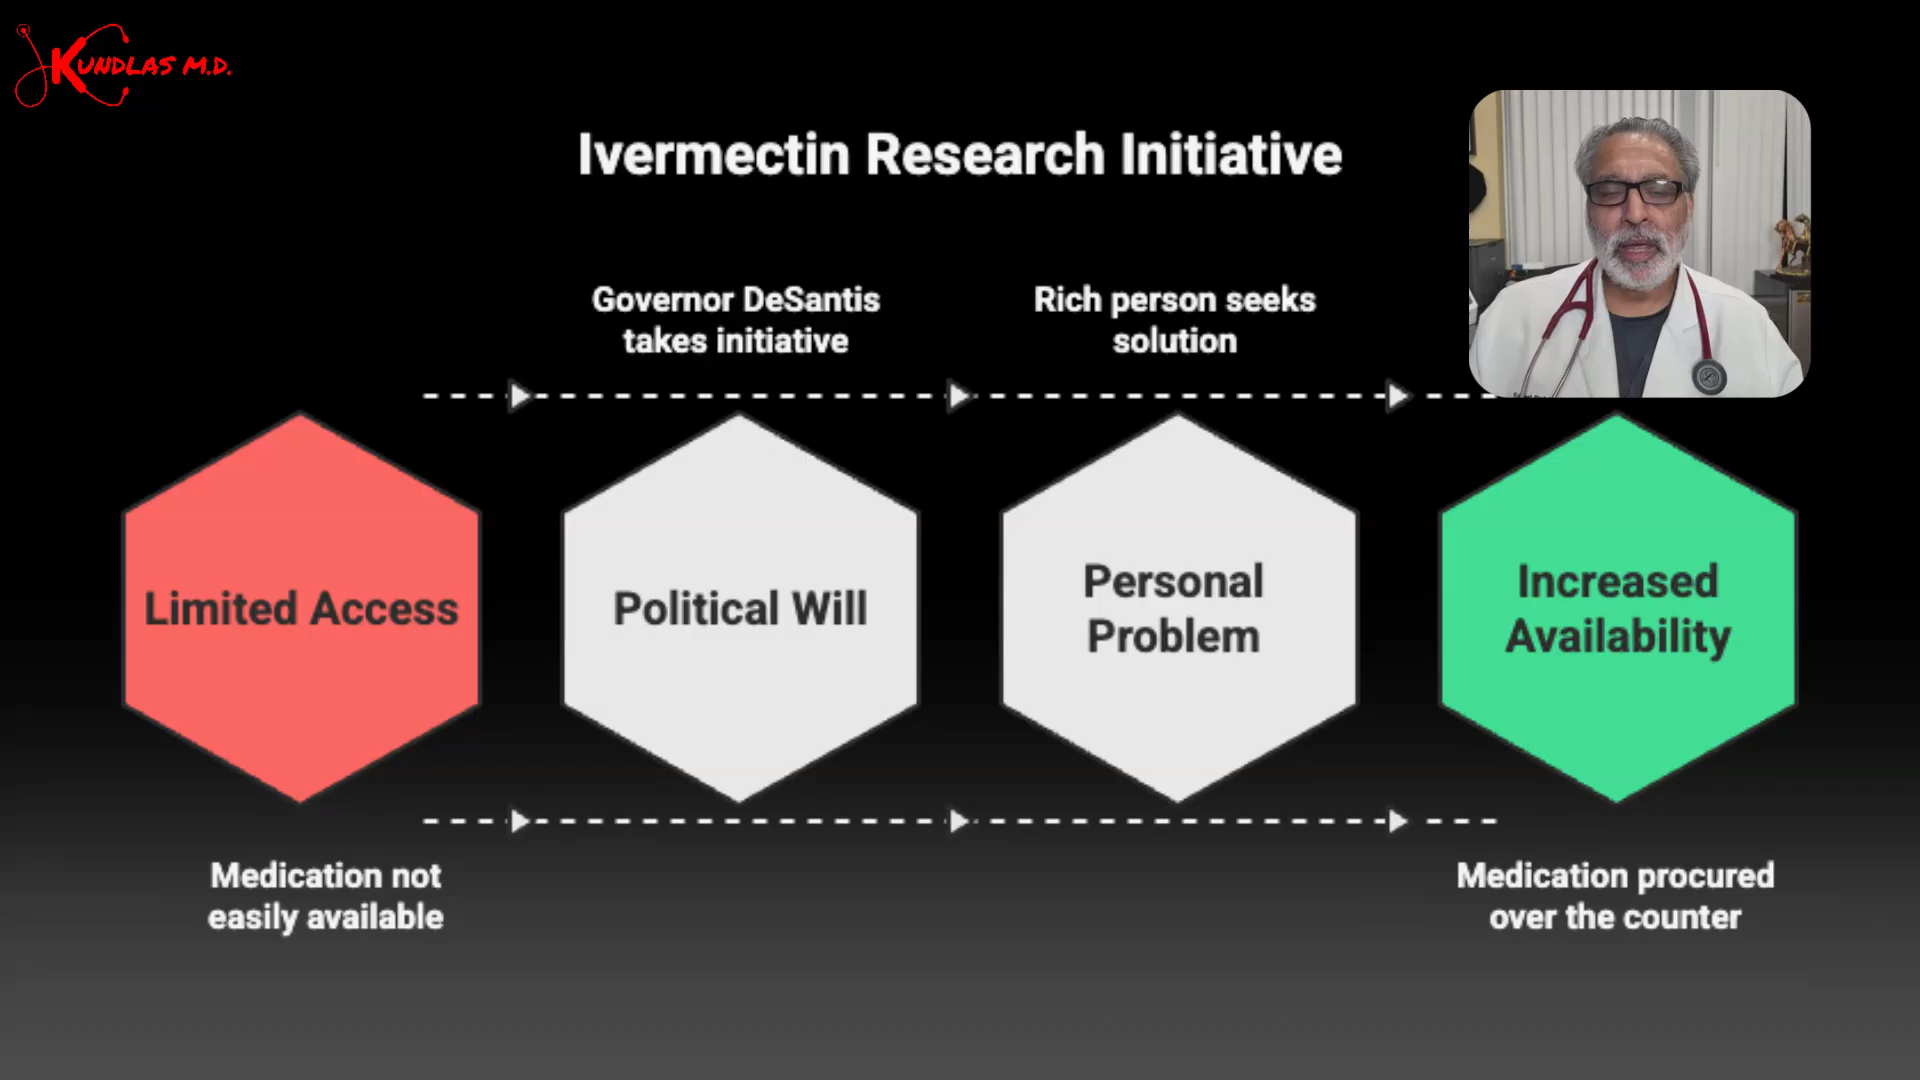 KUNDLAS M.D.
Ivermectin Research Initiative
Governor DeSantis
takes initiative
Rich person seeks
solution
Limited Access
Political Will
Personal
Problem
Increased
Availability
Medication not
easily available
Medication procured
over the counter